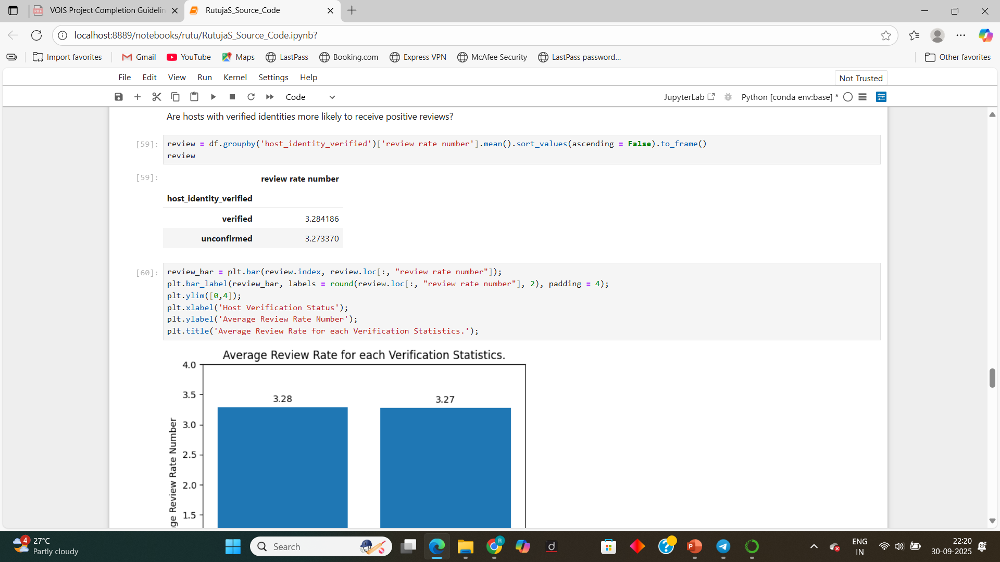 VOIS Project Completion Guidelin
RutujaS_Source_Code
localhost:8889/notebooks/rutu/RutujaS_Source_Code.ipynb?
Import favorites
Gmail
YouTube
Maps
LastPass
Booking.com
Express VPN
McAfee Security
LastPass password...
Other favorites
File Edit View Run Kernel Settings Help
Not Trusted
Code
JupyterLab
Python [conda env:base] *
Are hosts with verified identities more likely to receive positive reviews?
[59]:
review = df.groupby('host_identity_verified')['review rate number'].mean().sort_values(ascending = False).to_frame()
review
[59]:
review rate number
host_identity_verified
verified 3.284186
unconfirmed 3.273370
[60]:
review_bar = plt.bar(review.index, review.loc[:, "review rate number"]);
plt.bar_label(review_bar, labels = round(review.loc[:, "review rate number"], 2), padding = 4);
plt.ylim([0,4]);
plt.xlabel('Host Verification Status');
plt.ylabel('Average Review Rate Number');
plt.title('Average Review Rate for each Verification Statistics.');
Average Review Rate for each Verification Statistics.
4.0
3.5
3.28
3.27
3.0
2.5
2.0
1.5
ge Review Rate Number
4
27°C
Partly cloudy
Search
R
d
P
ENG
IN
22:20
30-09-2025